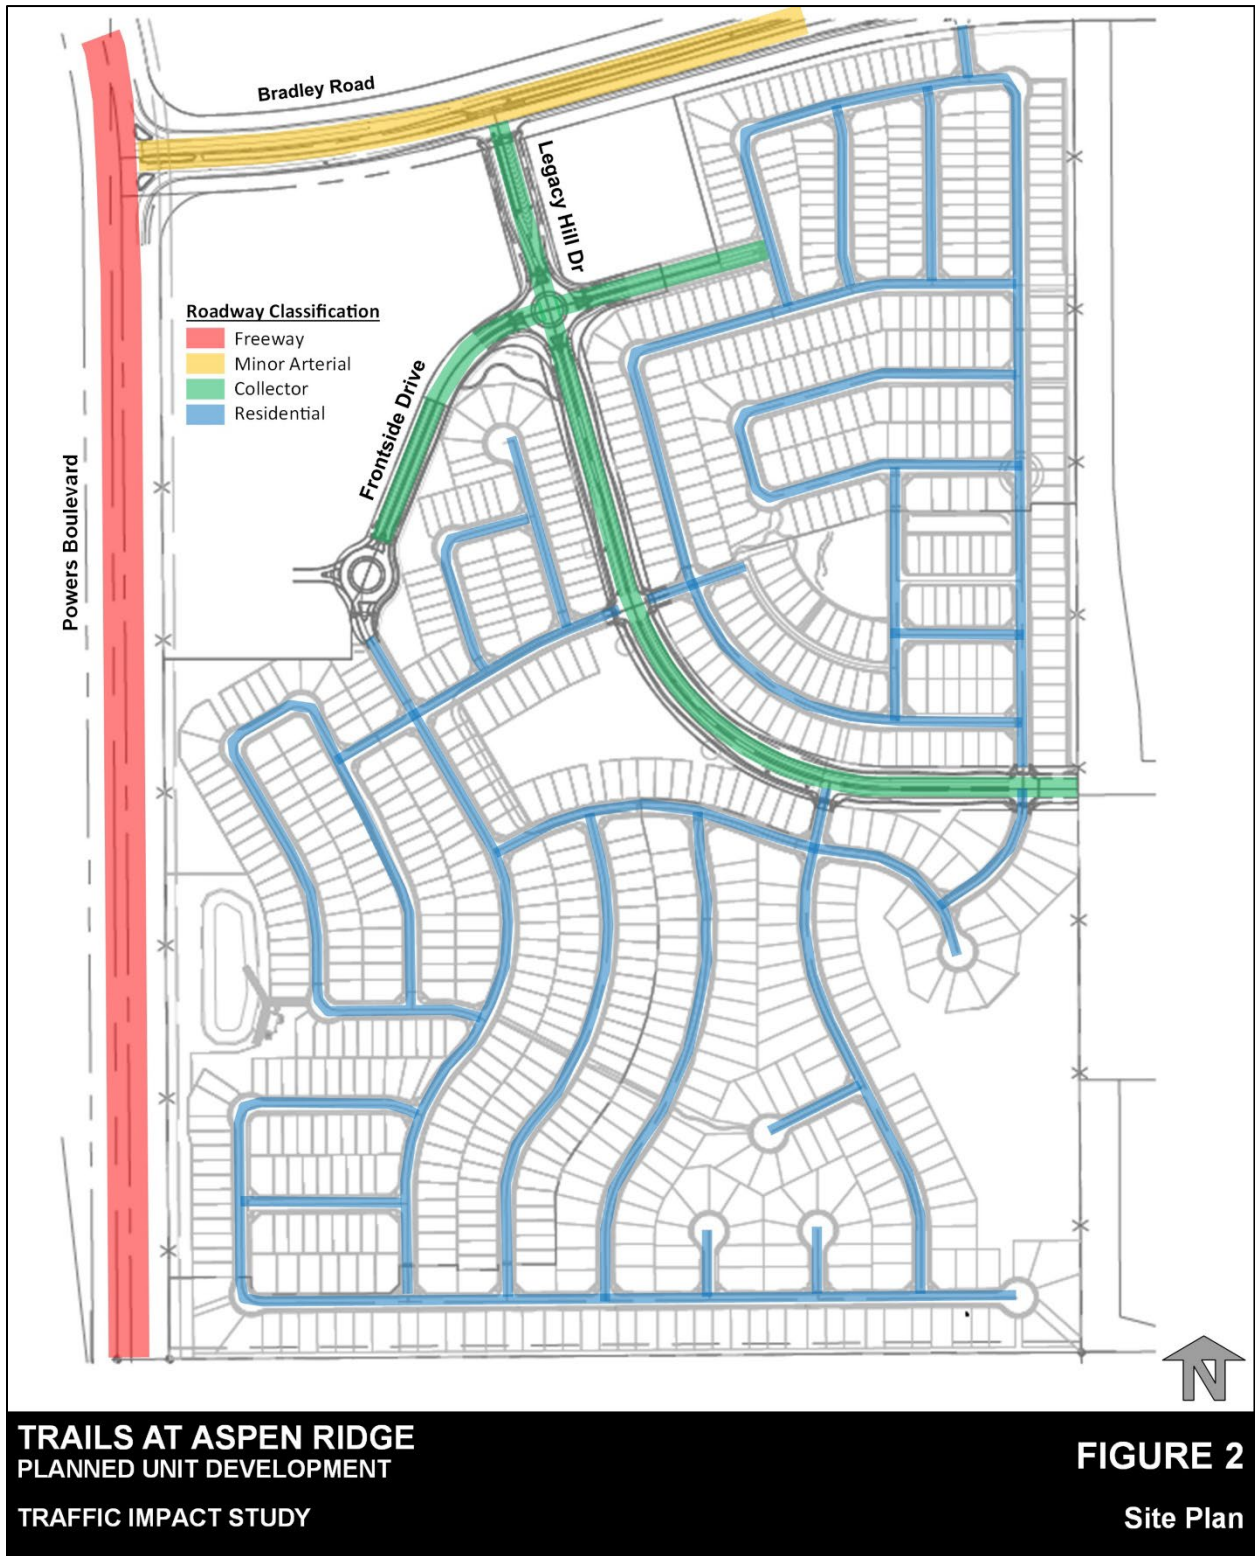 Bradley Road
Legacy Hill Dr
Roadway Classification
Freeway
Minor Arterial
Collector
Residential
Frontside Drive
Powers Boulevard
N
TRAILS AT ASPEN RIDGE
PLANNED UNIT DEVELOPMENT
FIGURE 2
TRAFFIC IMPACT STUDY
Site Plan